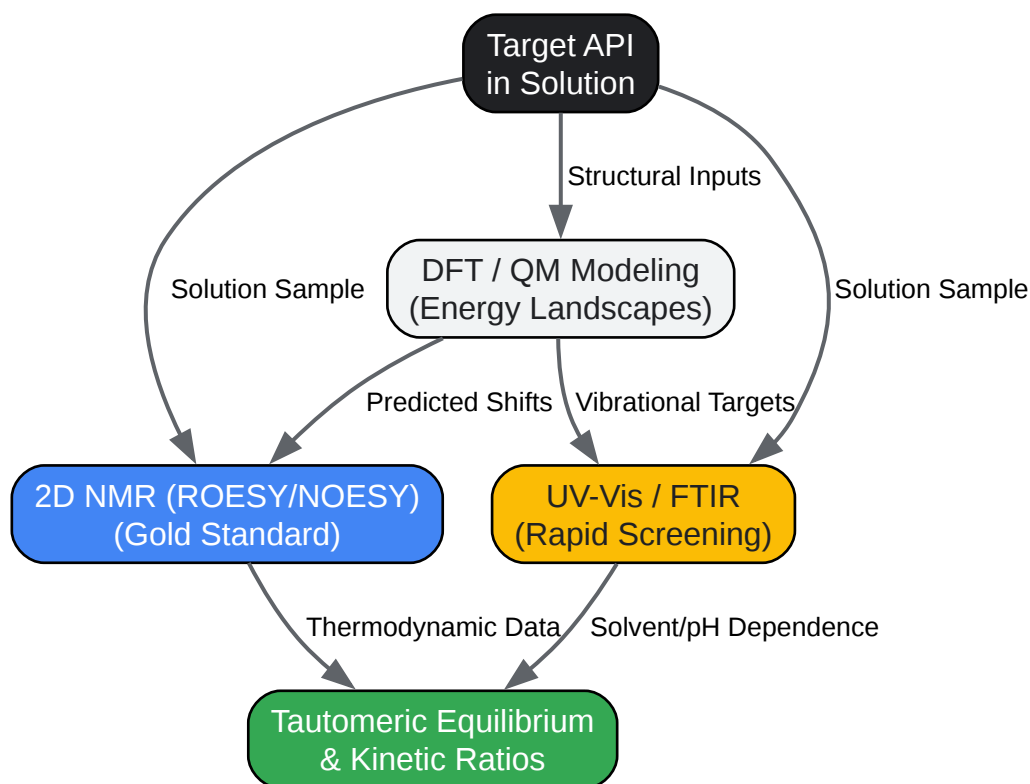 Target API
in Solution
Structural Inputs
DFT / QM Modeling
(Energy Landscapes)
Solution Sample
Solution Sample
Predicted Shifts
Vibrational Targets
2D NMR (ROESY/NOESY)
(Gold Standard)
UV-Vis / FTIR
(Rapid Screening)
Thermodynamic Data
Solvent/pH Dependence
Tautomeric Equilibrium
& Kinetic Ratios